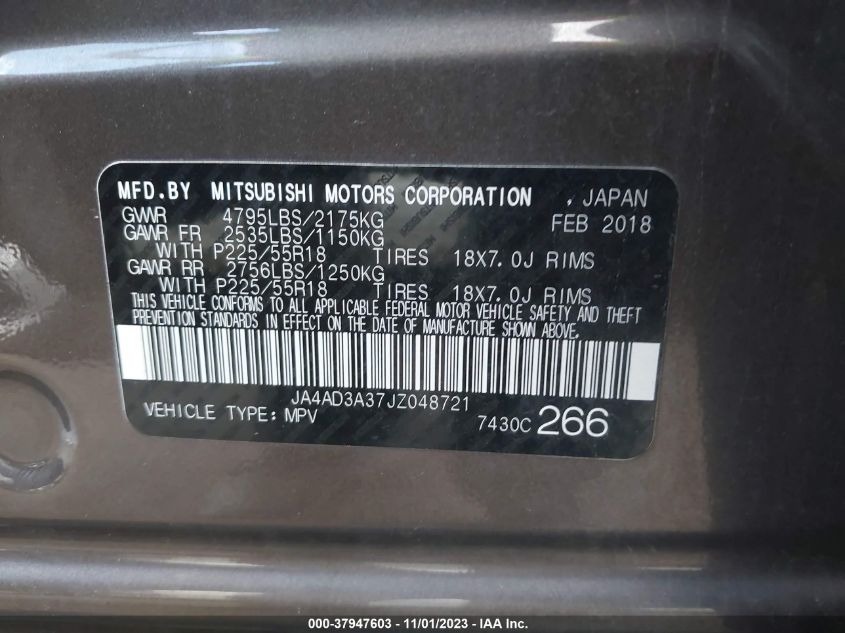 MFD.BY MITSUBISHI MOTORS CORPORATION , JAPAN
GVWR 4795LBS/2175KG FEB 2018
GAWR FR 2535LBS/1150KG
WITH P225/55R18 TIRES 18X7.0J RIMS
GAWR RR 2756LBS/1250KG
WITH P225/55R18 TIRES 18X7.0J RIMS
THIS VEHICLE CONFORMS TO ALL APPLICABLE FEDERAL MOTOR VEHICLE SAFETY AND THEFT
PREVENTION STANDARDS IN EFFECT ON THE DATE OF MANUFACTURE SHOWN ABOVE.
JA4AD3A37JZ048721
VEHICLE TYPE: MPV 7430C 266
000-37947603 - 11/01/2023 - IAA Inc.